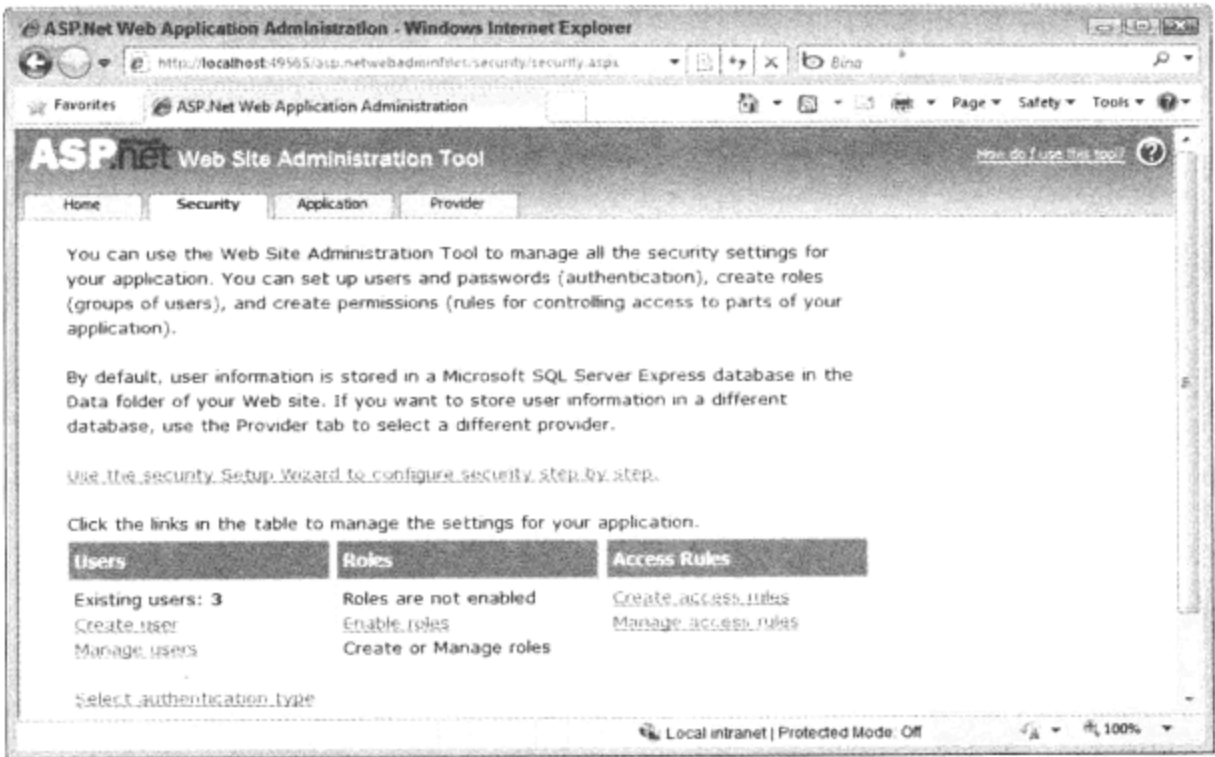 ASP.Net Web Application Administration - Windows Internet Explorer
http://localhost:49565/asp.netwebadminfiles/security/security.aspx
Bing
Favorites ASP.Net Web Application Administration Page Safety Tools
ASP.net Web Site Administration Tool How do I use this tool?
Home Security Application Provider
You can use the Web Site Administration Tool to manage all the security settings for
your application. You can set up users and passwords (authentication), create roles
(groups of users), and create permissions (rules for controlling access to parts of your
application).
By default, user information is stored in a Microsoft SQL Server Express database in the
Data folder of your Web site. If you want to store user information in a different
database, use the Provider tab to select a different provider.
Use the security Setup Wizard to configure security step by step.
Click the links in the table to manage the settings for your application.
Users Roles Access Rules
Existing users: 3 Roles are not enabled Create access rules
Create user Enable roles Manage access rules
Manage users Create or Manage roles
Select authentication type
Local intranet | Protected Mode: Off 100%